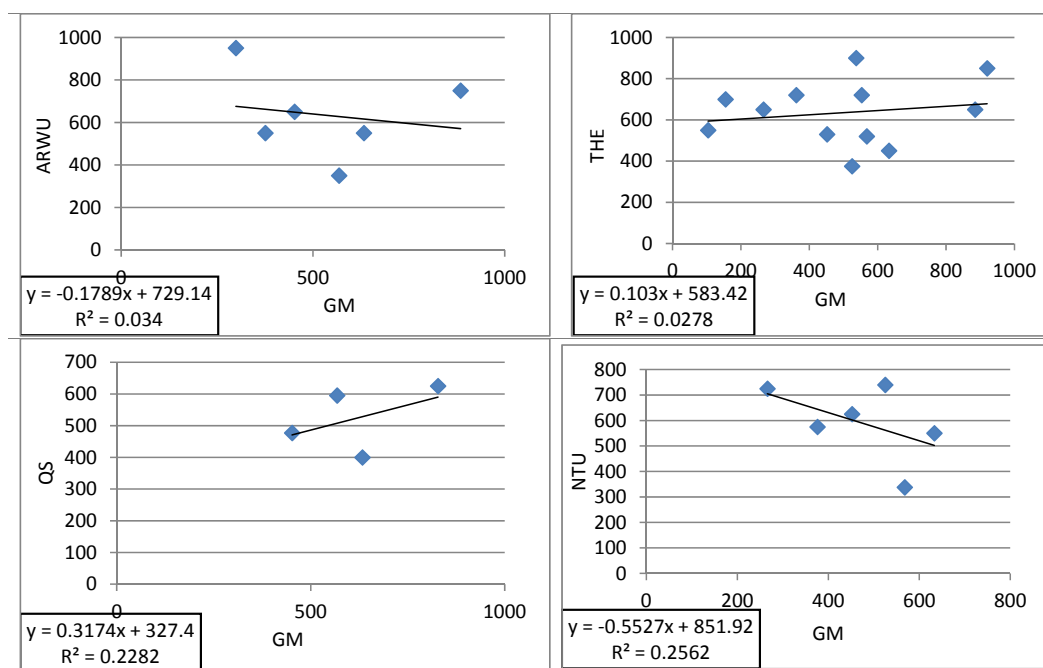 1000
800
600
400
200
0
ARWU
0 500 1000
GM
y = -0.1789x + 729.14
R² = 0.034
1000
800
600
400
200
0
THE
0 200 400 600 800 1000
GM
y = 0.103x + 583.42
R² = 0.0278
700
600
500
400
300
200
100
0
QS
0 500 1000
GM
y = 0.3174x + 327.4
R² = 0.2282
800
700
600
500
400
300
200
100
0
NTU
0 200 400 600 800
GM
y = -0.5527x + 851.92
R² = 0.2562